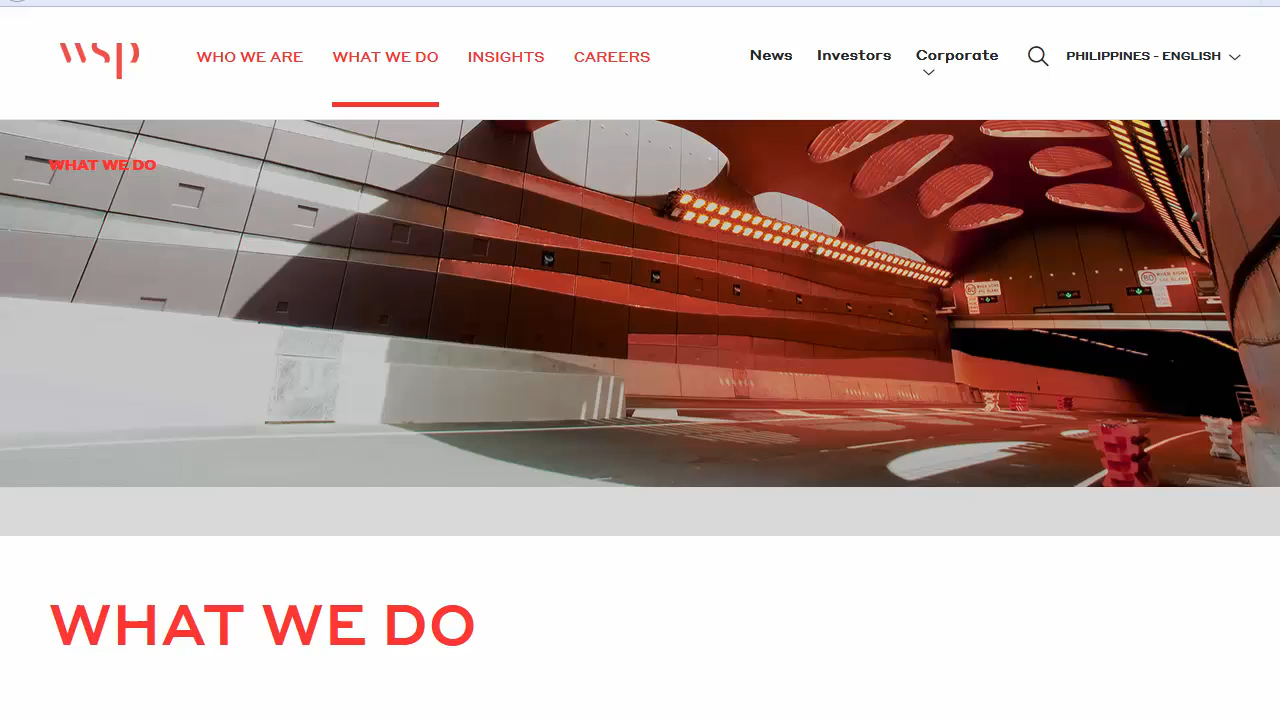 wsp
WHO WE ARE
WHAT WE DO
INSIGHTS
CAREERS
News
Investors
Corporate
PHILIPPINES - ENGLISH
WHAT WE DO
WHAT WE DO